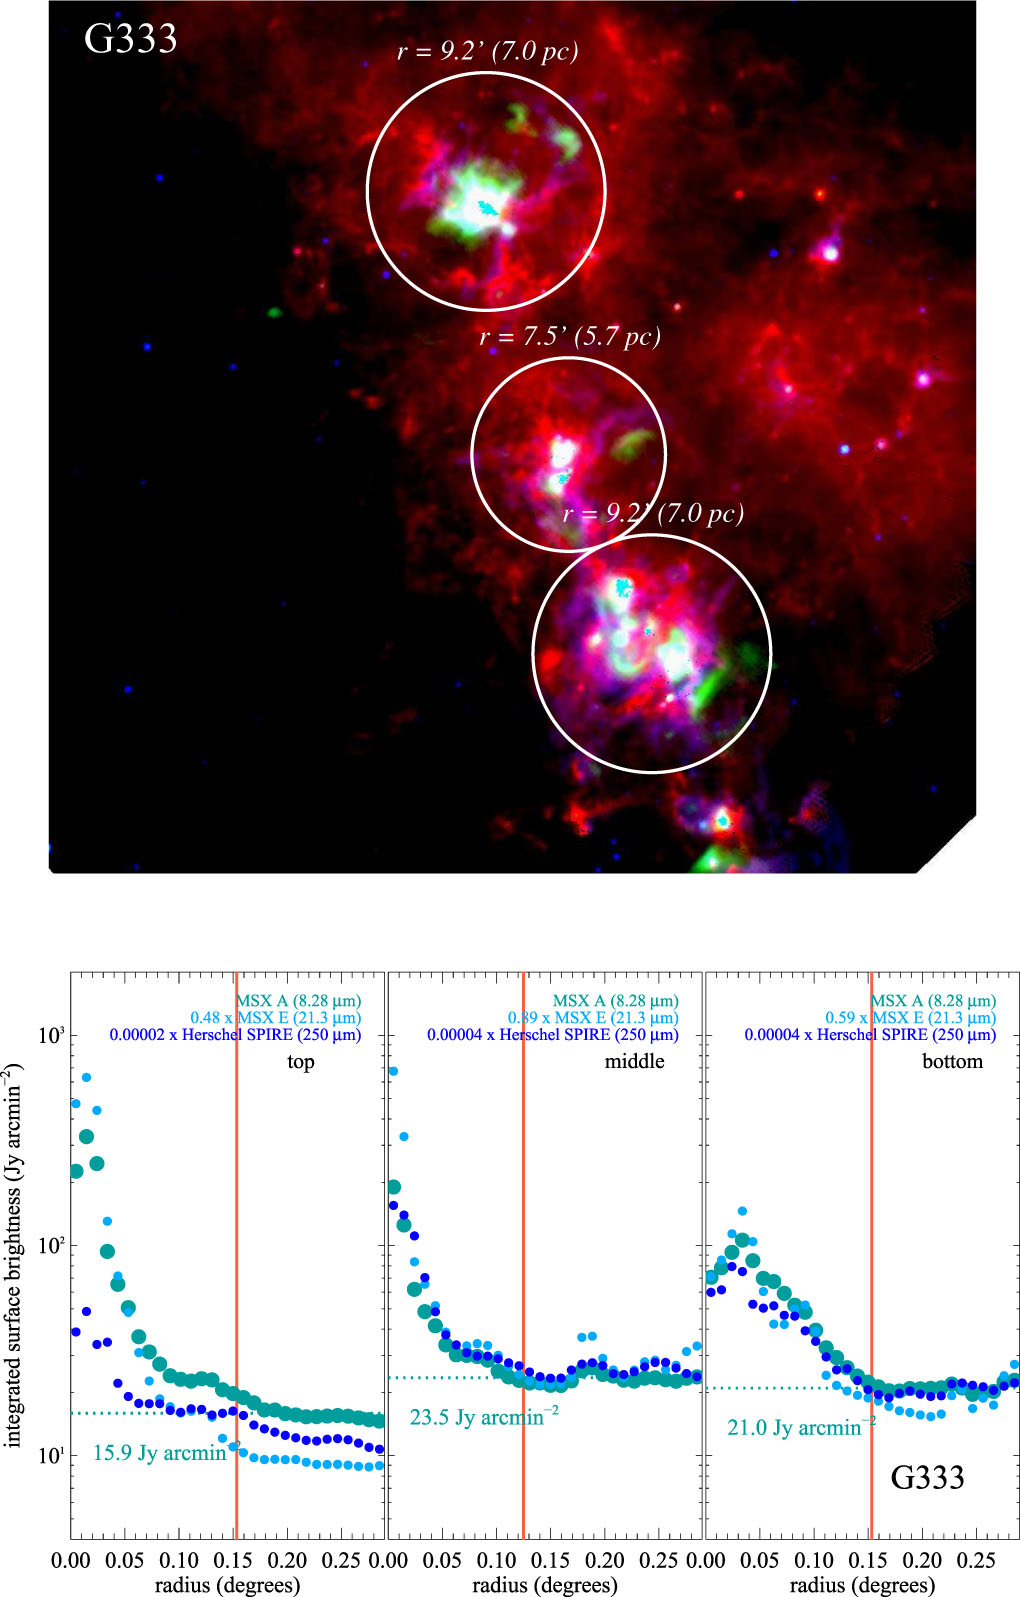 G333
r = 9.2’ (7.0 pc)
r = 7.5’ (5.7 pc)
r = 9.2’ (7.0 pc)
integrated surface brightness (Jy arcmin⁻²)
10³
10²
10¹
MSX A (8.28 μm)
0.48 x MSX E (21.3 μm)
0.00002 x Herschel SPIRE (250 μm)
top
15.9 Jy arcmin⁻²
MSX A (8.28 μm)
0.89 x MSX E (21.3 μm)
0.00004 x Herschel SPIRE (250 μm)
middle
23.5 Jy arcmin⁻²
MSX A (8.28 μm)
0.59 x MSX E (21.3 μm)
0.00004 x Herschel SPIRE (250 μm)
bottom
21.0 Jy arcmin⁻²
G333
0.00 0.05 0.10 0.15 0.20 0.25 0.00 0.05 0.10 0.15 0.20 0.25 0.00 0.05 0.10 0.15 0.20 0.25
radius (degrees) radius (degrees) radius (degrees)